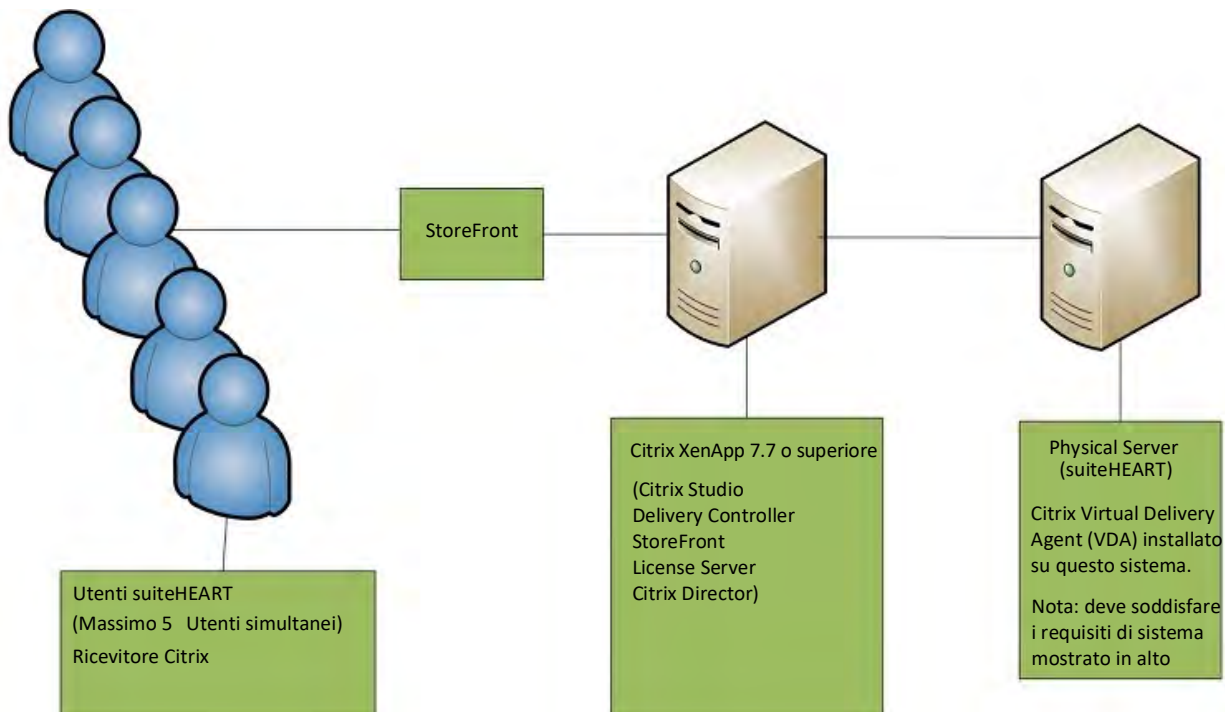 StoreFront
Utenti suiteHEART
(Massimo 5 Utenti simultanei)
Ricevitore Citrix
Citrix XenApp 7.7 o superiore
(Citrix Studio
Delivery Controller
StoreFront
License Server
Citrix Director)
Physical Server
(suiteHEART)
Citrix Virtual Delivery
Agent (VDA) installato
su questo sistema.
Nota: deve soddisfare
i requisiti di sistema
mostrato in alto